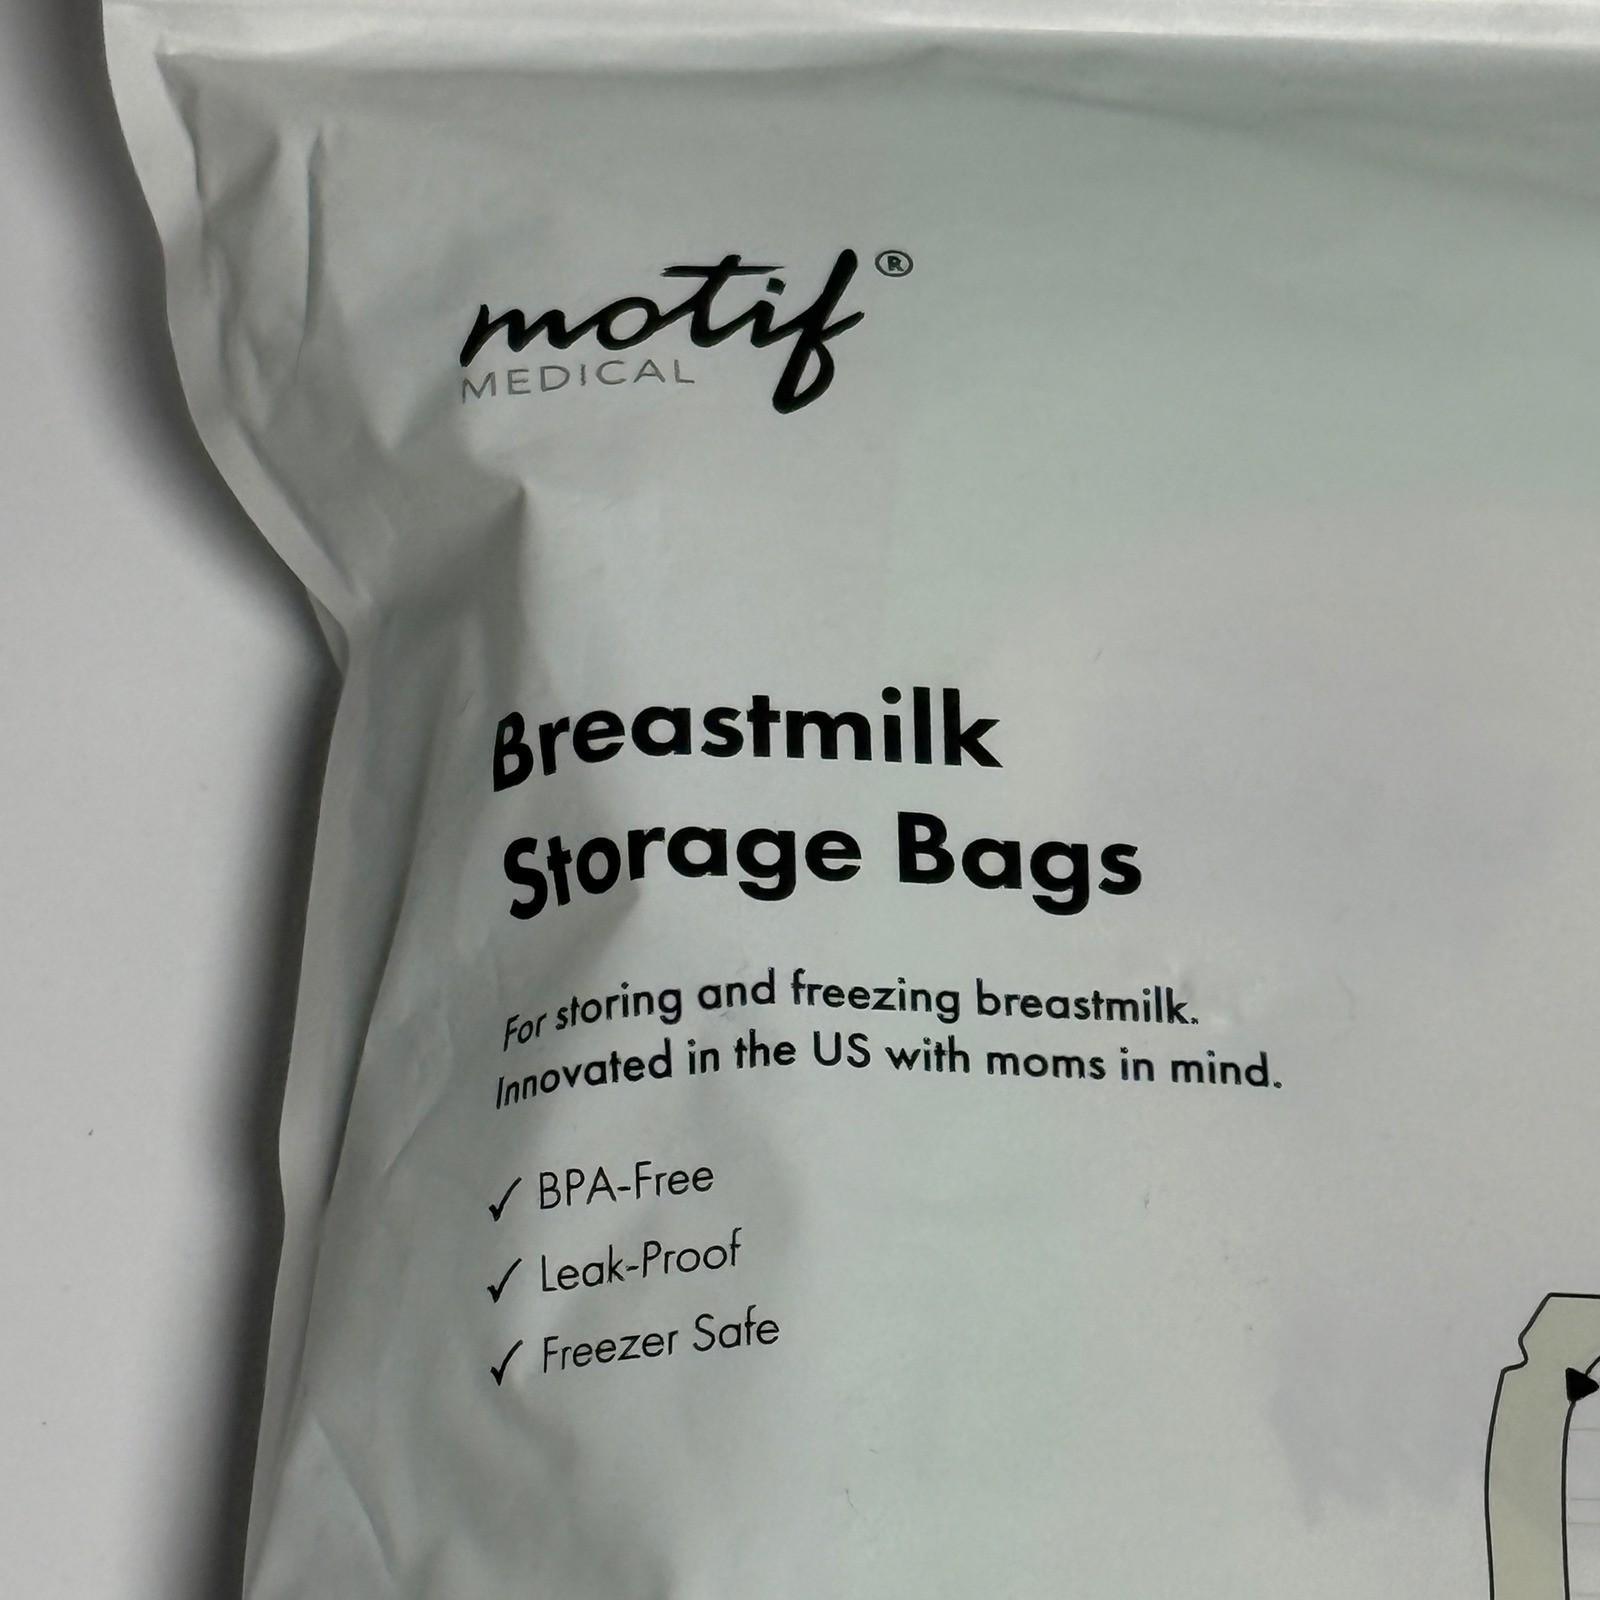 motif®
MEDICAL
Breastmilk
Storage Bags
For storing and freezing breastmilk.
Innovated in the US with moms in mind.
✓ BPA-Free
✓ Leak-Proof
✓ Freezer Safe